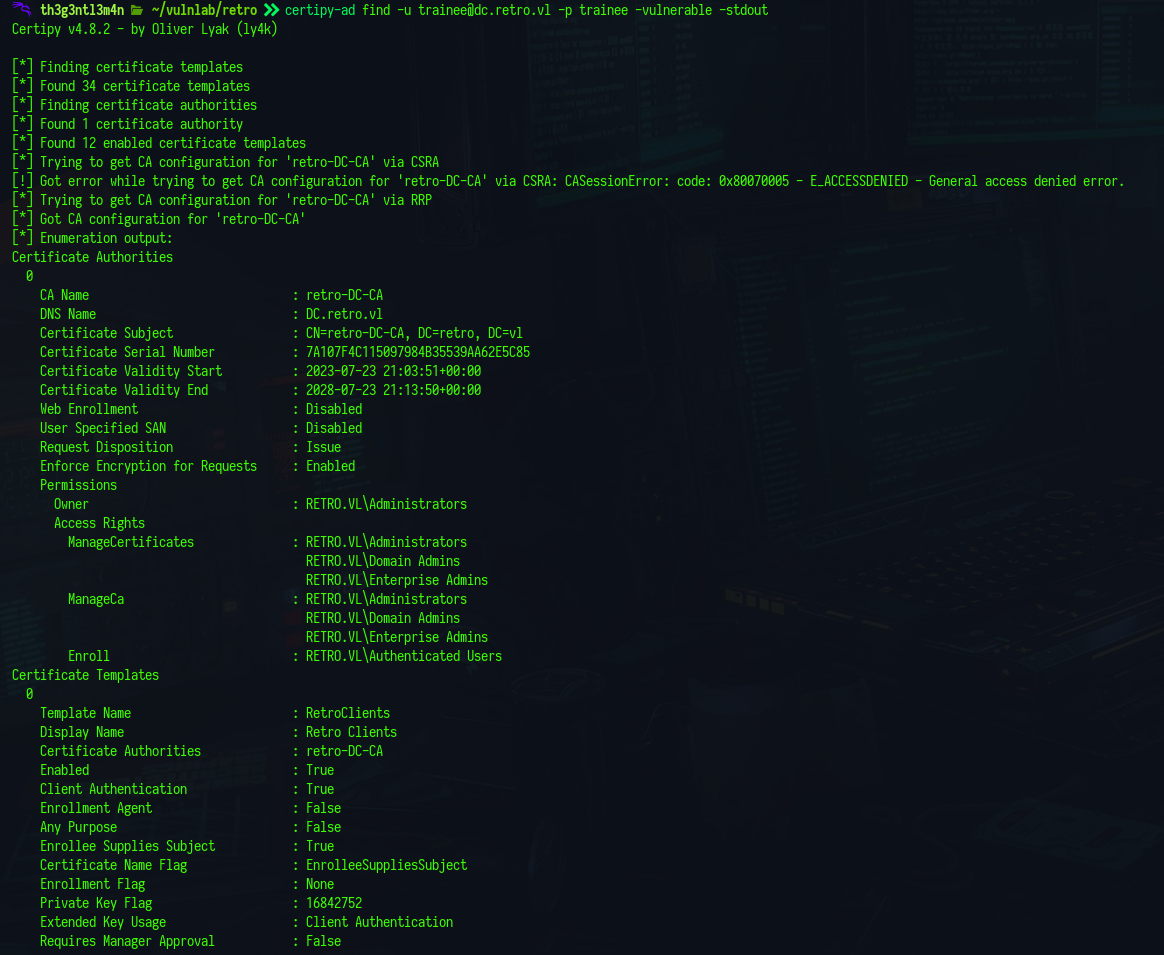 th3g3ntl3m4n ~/vulnlab/retro certipy-ad find -u trainee@dc.retro.vl -p trainee -vulnerable -stdout
Certipy v4.8.2 - by Oliver Lyak (ly4k)
[*] Finding certificate templates
[*] Found 34 certificate templates
[*] Finding certificate authorities
[*] Found 1 certificate authority
[*] Found 12 enabled certificate templates
[*] Trying to get CA configuration for 'retro-DC-CA' via CSRA
[!] Got error while trying to get CA configuration for 'retro-DC-CA' via CSRA: CASessionError: code: 0x80070005 - E_ACCESSDENIED - General access denied error.
[*] Trying to get CA configuration for 'retro-DC-CA' via RRP
[*] Got CA configuration for 'retro-DC-CA'
[*] Enumeration output:
Certificate Authorities
0
CA Name : retro-DC-CA
DNS Name : DC.retro.vl
Certificate Subject : CN=retro-DC-CA, DC=retro, DC=vl
Certificate Serial Number : 7A107F4C115097984B35539AA62E5C85
Certificate Validity Start : 2023-07-23 21:03:51+00:00
Certificate Validity End : 2028-07-23 21:13:50+00:00
Web Enrollment : Disabled
User Specified SAN : Disabled
Request Disposition : Issue
Enforce Encryption for Requests : Enabled
Permissions
Owner : RETRO.VL\Administrators
Access Rights
ManageCertificates : RETRO.VL\Administrators
RETRO.VL\Domain Admins
RETRO.VL\Enterprise Admins
ManageCa : RETRO.VL\Administrators
RETRO.VL\Domain Admins
RETRO.VL\Enterprise Admins
Enroll : RETRO.VL\Authenticated Users
Certificate Templates
0
Template Name : RetroClients
Display Name : Retro Clients
Certificate Authorities : retro-DC-CA
Enabled : True
Client Authentication : True
Enrollment Agent : False
Any Purpose : False
Enrollee Supplies Subject : True
Certificate Name Flag : EnrolleeSuppliesSubject
Enrollment Flag : None
Private Key Flag : 16842752
Extended Key Usage : Client Authentication
Requires Manager Approval : False